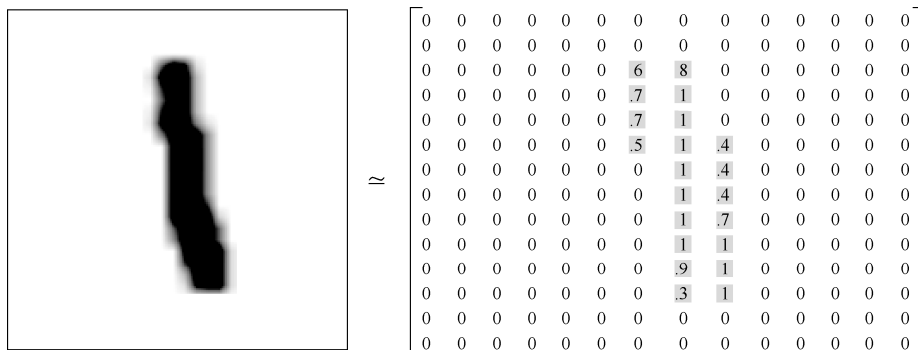 ≃
0 0 0 0 0 0 0 0 0 0 0 0 0 0
0 0 0 0 0 0 0 0 0 0 0 0 0 0
0 0 0 0 0 0 6 8 0 0 0 0 0 0
0 0 0 0 0 0 .7 1 0 0 0 0 0 0
0 0 0 0 0 0 .7 1 0 0 0 0 0 0
0 0 0 0 0 0 .5 1 .4 0 0 0 0 0
0 0 0 0 0 0 0 1 .4 0 0 0 0 0
0 0 0 0 0 0 0 1 .4 0 0 0 0 0
0 0 0 0 0 0 0 1 .7 0 0 0 0 0
0 0 0 0 0 0 0 1 1 0 0 0 0 0
0 0 0 0 0 0 0 .9 1 0 0 0 0 0
0 0 0 0 0 0 0 .3 1 0 0 0 0 0
0 0 0 0 0 0 0 0 0 0 0 0 0 0
0 0 0 0 0 0 0 0 0 0 0 0 0 0